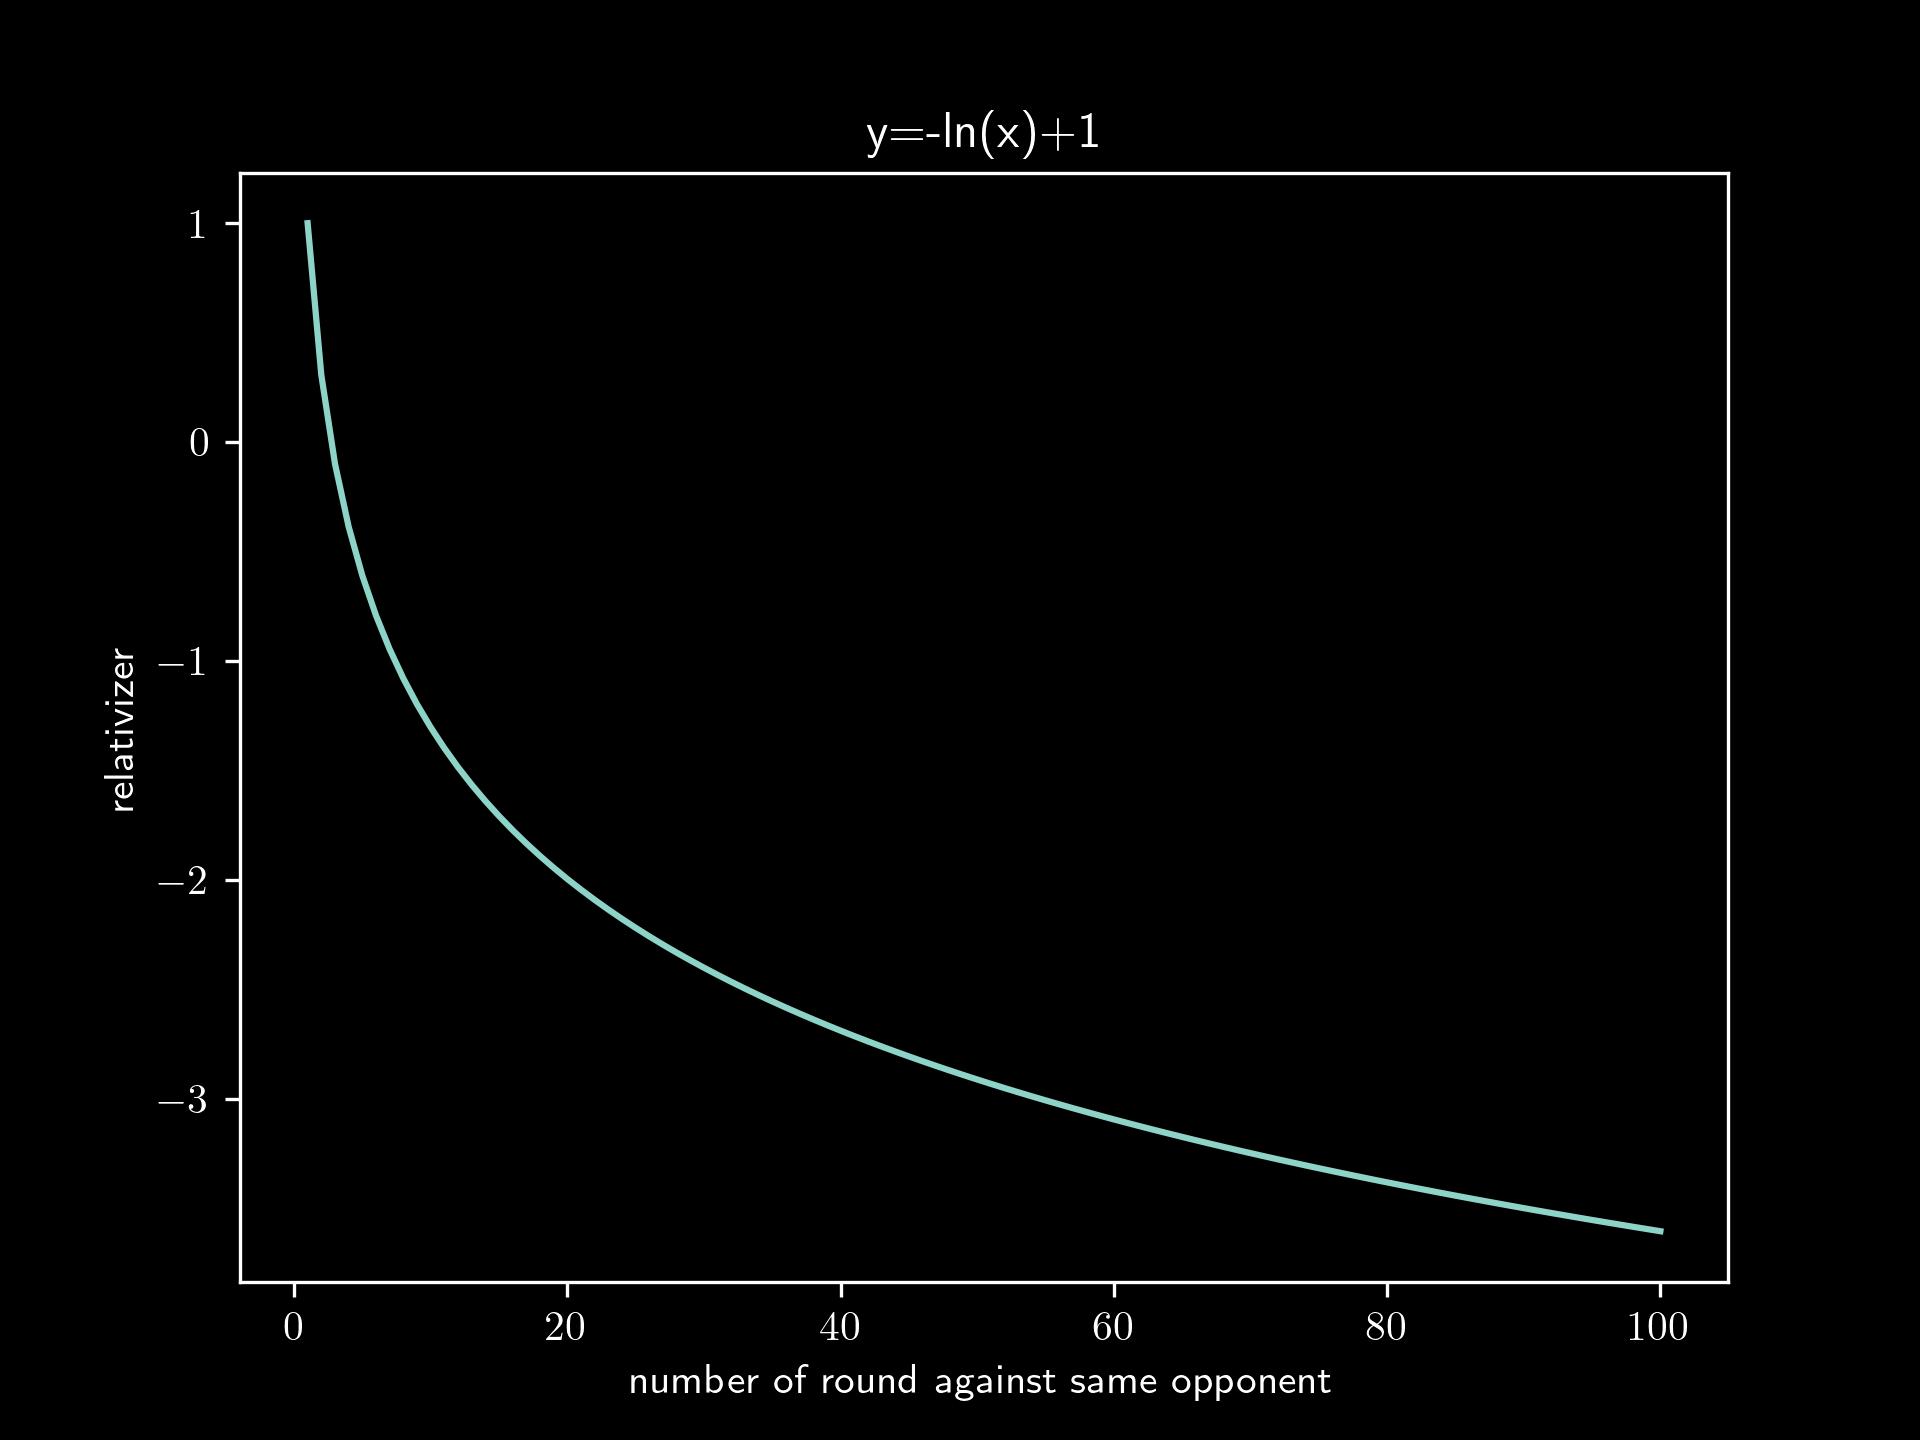 y=-ln(x)+1
1
0
−1
−2
−3
relativizer
0 20 40 60 80 100
number of round against same opponent